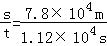 s/t = 7.8×10⁴m / 1.12×10⁴s